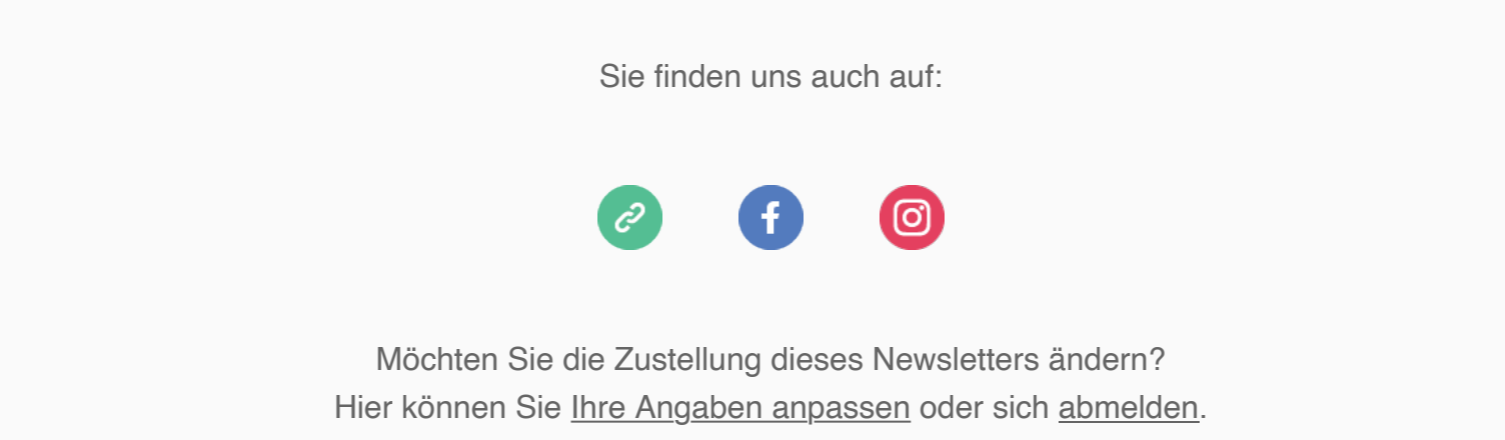 Sie finden uns auch auf:
Möchten Sie die Zustellung dieses Newsletters ändern?
Hier können Sie Ihre Angaben anpassen oder sich abmelden.